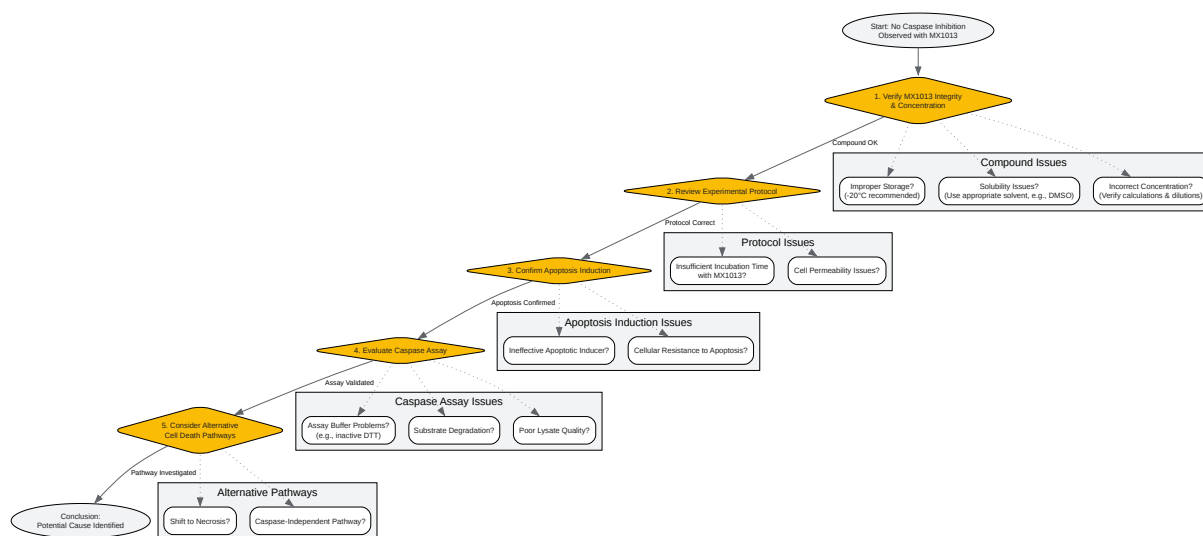 Start: No Caspase Inhibition
Observed with MX1013
1. Verify MX1013 Integrity
& Concentration
Compound OK
Compound Issues
Improper Storage?
(-20°C recommended)
Solubility Issues?
(Use appropriate solvent, e.g., DMSO)
Incorrect Concentration?
(Verify calculations & dilutions)
2. Review Experimental Protocol
Protocol Correct
Protocol Issues
Insufficient Incubation Time
with MX1013?
Cell Permeability Issues?
3. Confirm Apoptosis Induction
Apoptosis Confirmed
Apoptosis Induction Issues
Ineffective Apoptotic Inducer?
Cellular Resistance to Apoptosis?
4. Evaluate Caspase Assay
Assay Validated
Caspase Assay Issues
Assay Buffer Problems?
(e.g., inactive DTT)
Substrate Degradation?
Poor Lysate Quality?
5. Consider Alternative
Cell Death Pathways
Pathway Investigated
Alternative Pathways
Shift to Necrosis?
Caspase-Independent Pathway?
Conclusion:
Potential Cause Identified